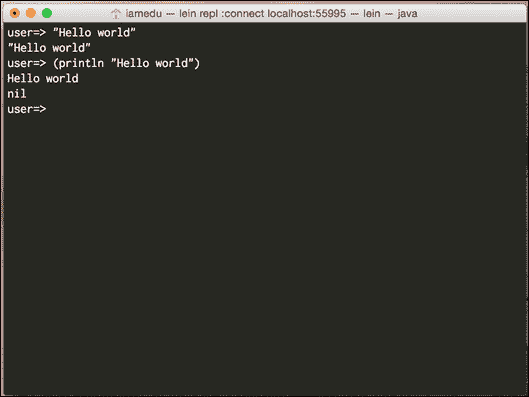 iamedu — lein repl :connect localhost:55995 — lein — java
user=> "Hello world"
"Hello world"
user=> (println "Hello world")
Hello world
nil
user=>